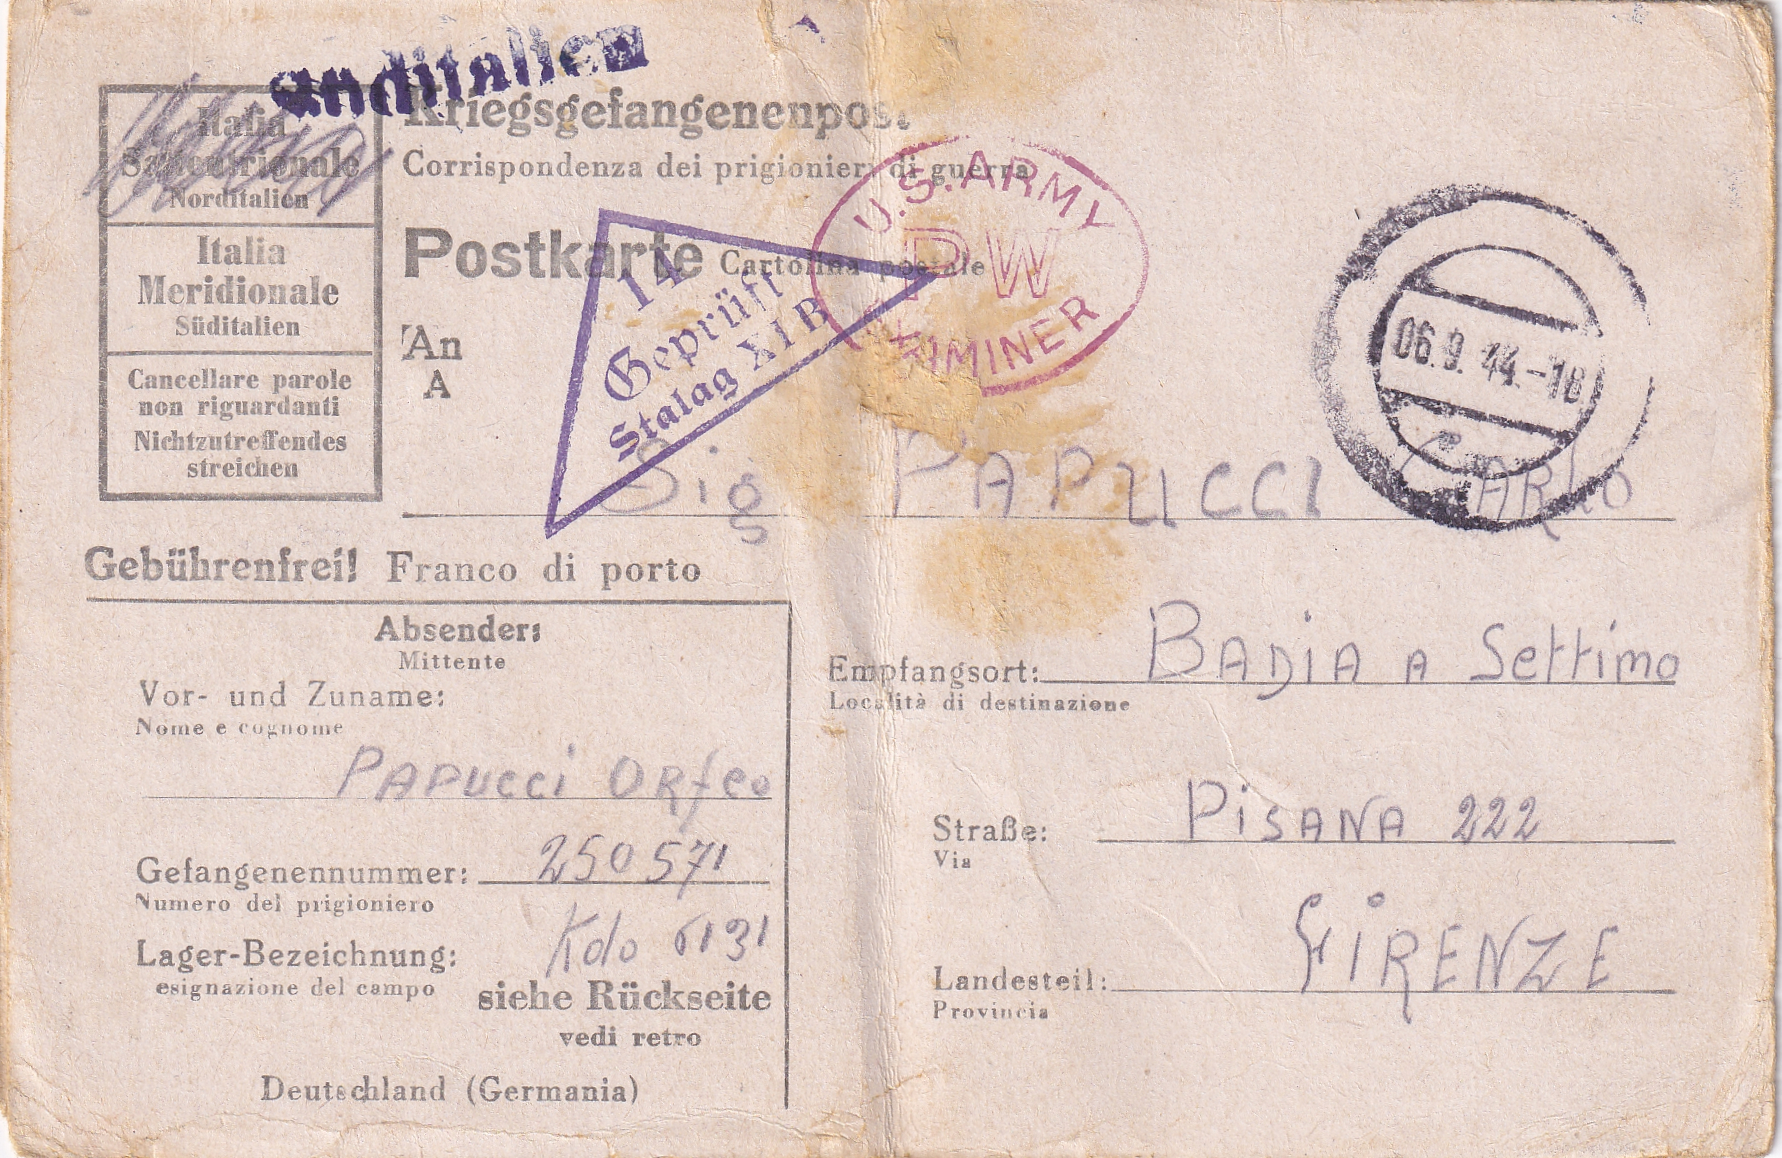 Süditalien
Italia
Settentrionale
Norditalien
Italia
Meridionale
Süditalien
Cancellare parole
non riguardanti
Nichtzutreffendes
streichen
Kriegsgefangenenpost
Corrispondenza dei prigionieri di guerra
Postkarte Cartolina postale
An
A
14
Geprüft
Stalag XI B
U.S. ARMY
PW
EXAMINER
06.9.44.-18
Sig PAPUCCI CARLO
Gebührenfrei! Franco di porto
Absender:
Mittente
Vor- und Zuname:
Nome e cognome
PAPUCCI ORfeo
Gefangenennummer: 250571
Numero del prigioniero
Lager-Bezeichnung: Kdo 6131
esignazione del campo
siehe Rückseite
vedi retro
Deutschland (Germania)
Empfangsort: BADIA A Settimo
Località di destinazione
Straße: PISANA 222
Via
Landesteil: FIRENZE
Provincia